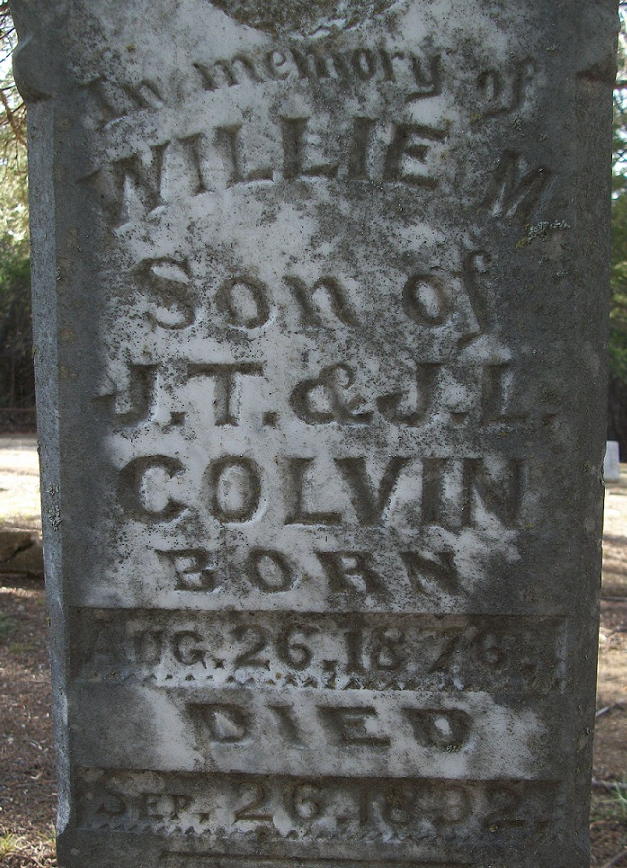 In memory of
WILLIE M
Son of
J.T. & J.L.
COLVIN
BORN
AUG. 26, 1876.
DIED
SEP. 26, 1892.